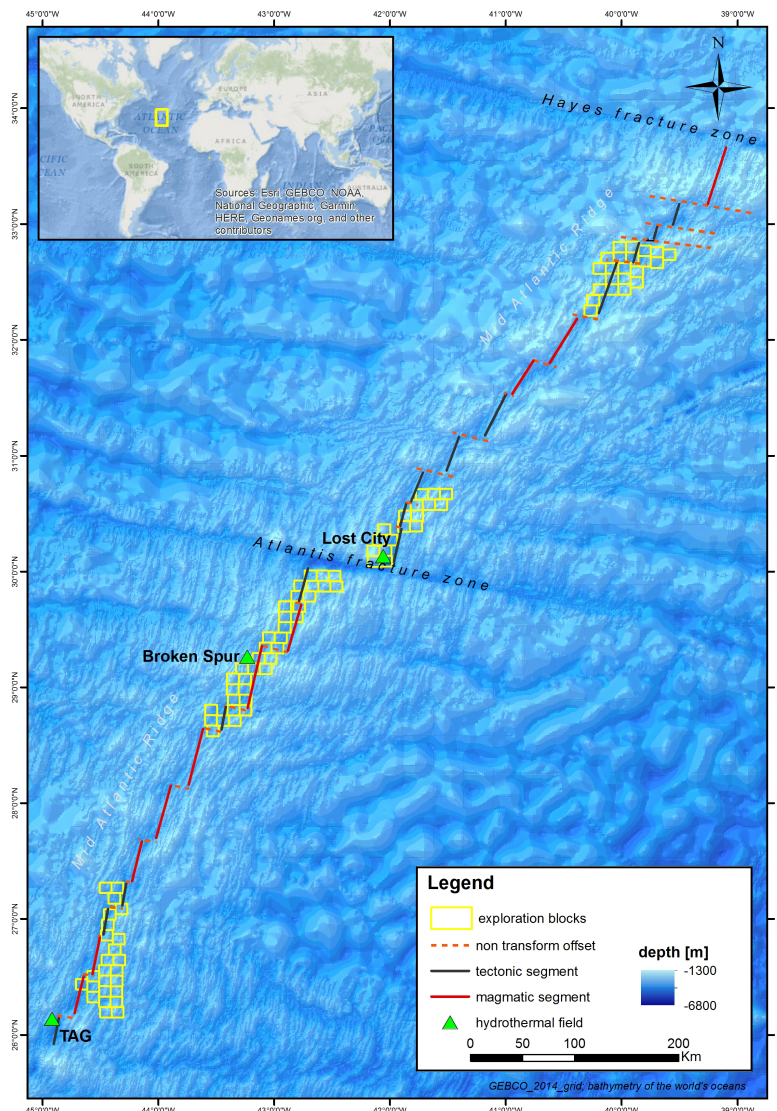 45°0'0"W 44°0'0"W 43°0'0"W 42°0'0"W 41°0'0"W 40°0'0"W 39°0'0"W
N
NORTH
AMERICA
EUROPE
ASIA
ATLANTIC
OCEAN
AFRICA
SOUTH
AMERICA
Sources: Esri, GEBCO, NOAA,
National Geographic, Garmin,
HERE, Geonames.org, and other
contributors
Hayes fracture zone
34°0'0"N
33°0'0"N
Mid Atlantic Ridge
32°0'0"N
31°0'0"N
Lost City
Atlantis fracture zone
30°0'0"N
Broken Spur
29°0'0"N
Mid Atlantic Ridge
28°0'0"N
27°0'0"N
26°0'0"N
TAG
Legend
exploration blocks
non transform offset
tectonic segment
magmatic segment
hydrothermal field
depth [m]
-1300
-6800
0 50 100 200
Km
GEBCO_2014_grid; bathymetry of the world's oceans